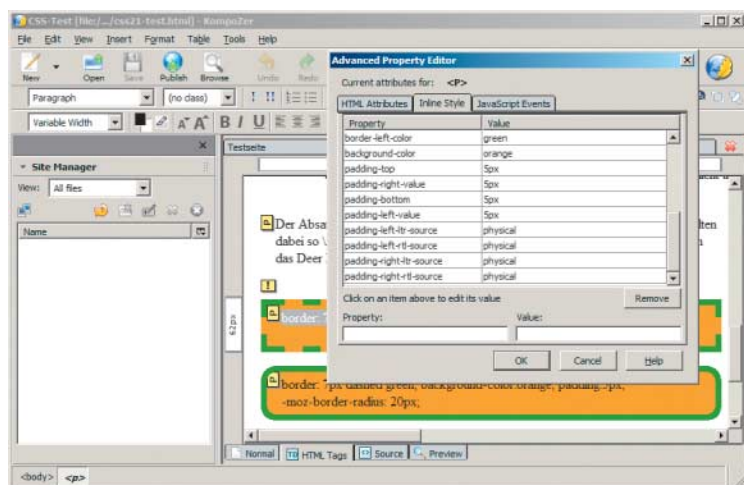 CSS-Test [file:/.../css21-test.html] - KompoZer
File Edit View Insert Format Table Tools Help
New Open Save Publish Browse Undo Redo
Paragraph (no class)
Variable Width
B I U
Site Manager
View: All files
Name
Testseite
Der Absa
dabei so \
das Deer
lten
62px
border: 7
border: 7px dashed green; background-color:orange; padding:5px;
-moz-border-radius: 20px;
Normal HTML Tags Source Preview
<body> <p>
Advanced Property Editor
Current attributes for: <P>
HTML Attributes Inline Style JavaScript Events
Property Value
border-left-color green
background-color orange
padding-top 5px
padding-right-value 5px
padding-bottom 5px
padding-left-value 5px
padding-left-ltr-source physical
padding-left-rtl-source physical
padding-right-ltr-source physical
padding-right-rtl-source physical
Click on an item above to edit its value Remove
Property: Value:
OK Cancel Help